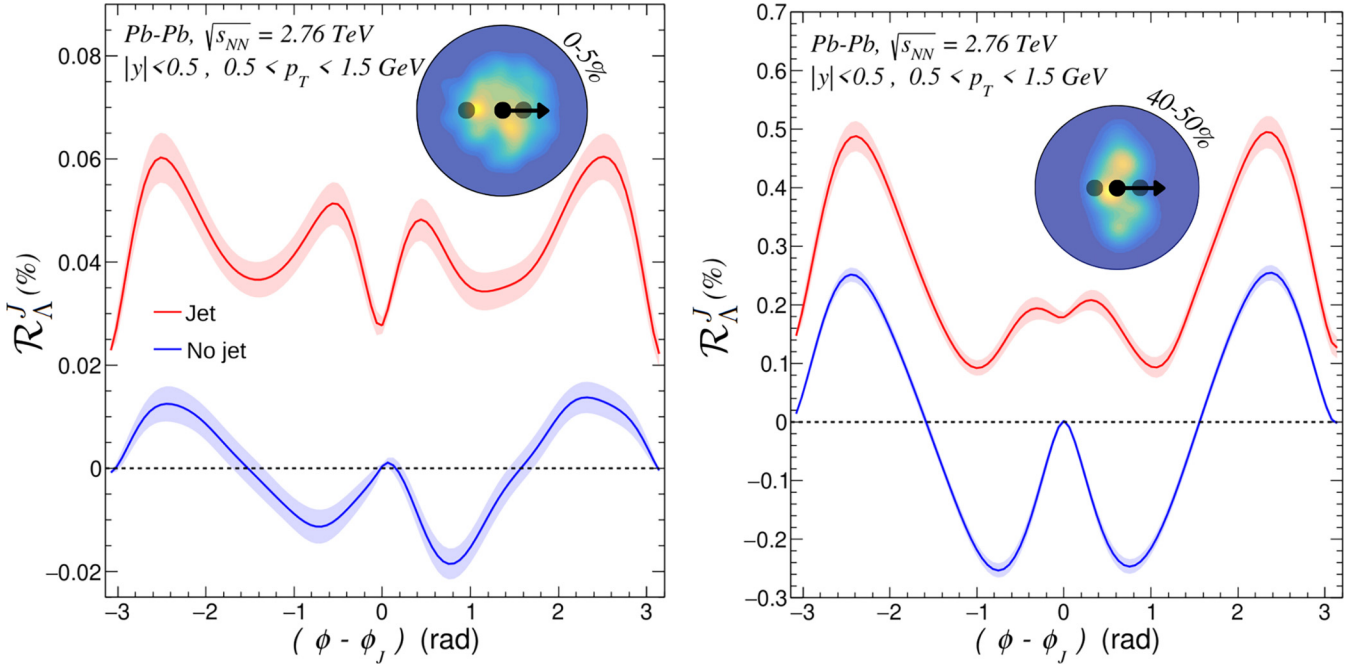 Pb-Pb, √s_NN = 2.76 TeV
|y|<0.5 , 0.5 < p_T < 1.5 GeV
0-5%
0.08
0.06
0.04
0.02
0
−0.02
ℛ_Λ^J (%)
Jet
No jet
−3 −2 −1 0 1 2 3
( ϕ - ϕ_J ) (rad)
Pb-Pb, √s_NN = 2.76 TeV
|y|<0.5 , 0.5 < p_T < 1.5 GeV
40-50%
0.7
0.6
0.5
0.4
0.3
0.2
0.1
0
−0.1
−0.2
−0.3
ℛ_Λ^J (%)
−3 −2 −1 0 1 2 3
( ϕ - ϕ_J ) (rad)